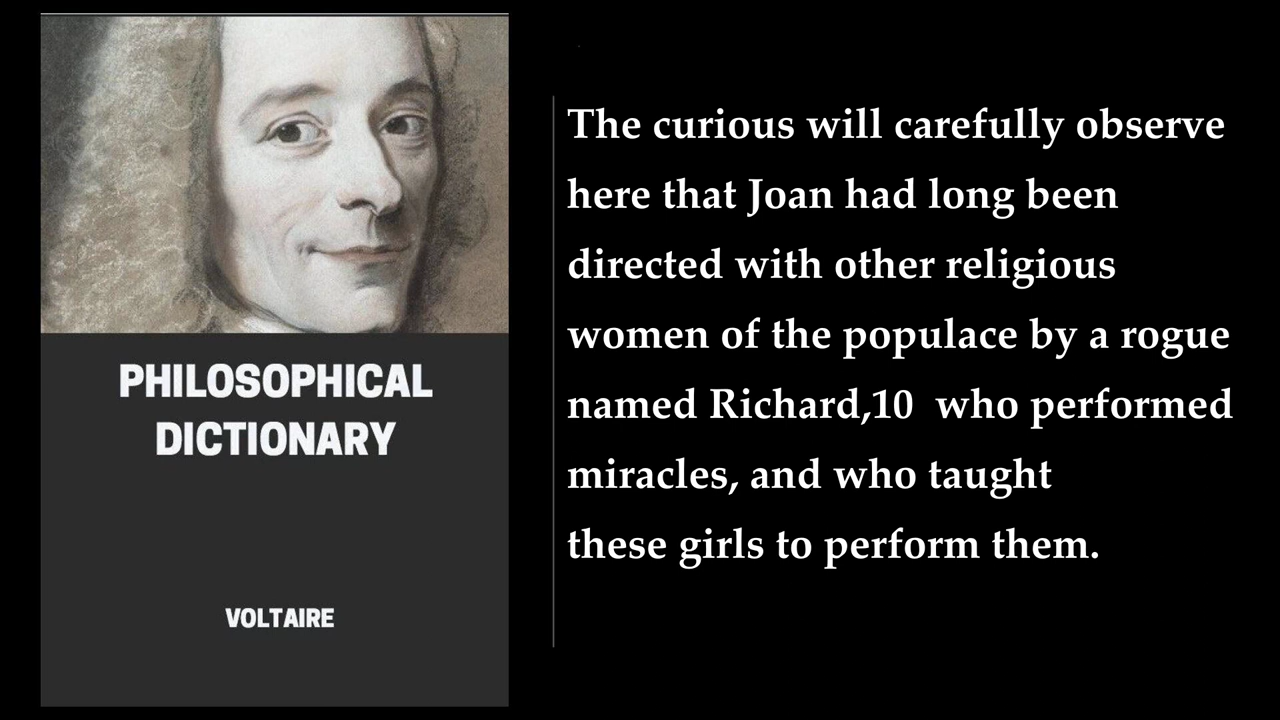 PHILOSOPHICAL
DICTIONARY
VOLTAIRE
The curious will carefully observe
here that Joan had long been
directed with other religious
women of the populace by a rogue
named Richard,10  who performed
miracles, and who taught
these girls to perform them.